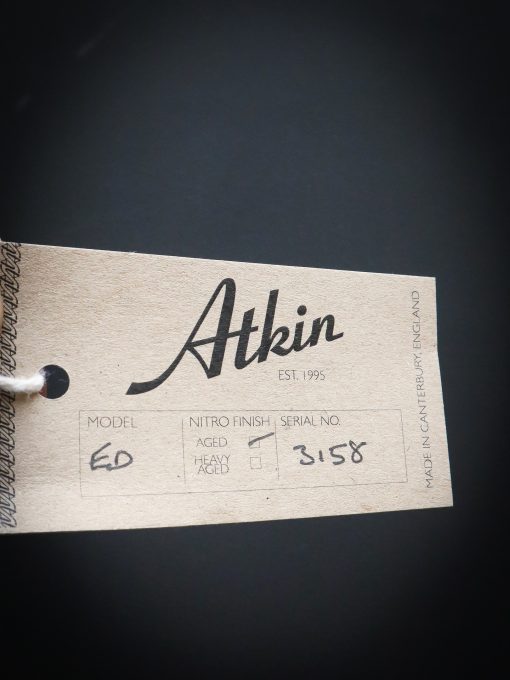 Atkin
EST. 1995
MODEL
ED
NITRO FINISH
AGED
HEAVY
AGED
SERIAL NO.
3158
MADE IN CANTERBURY, ENGLAND